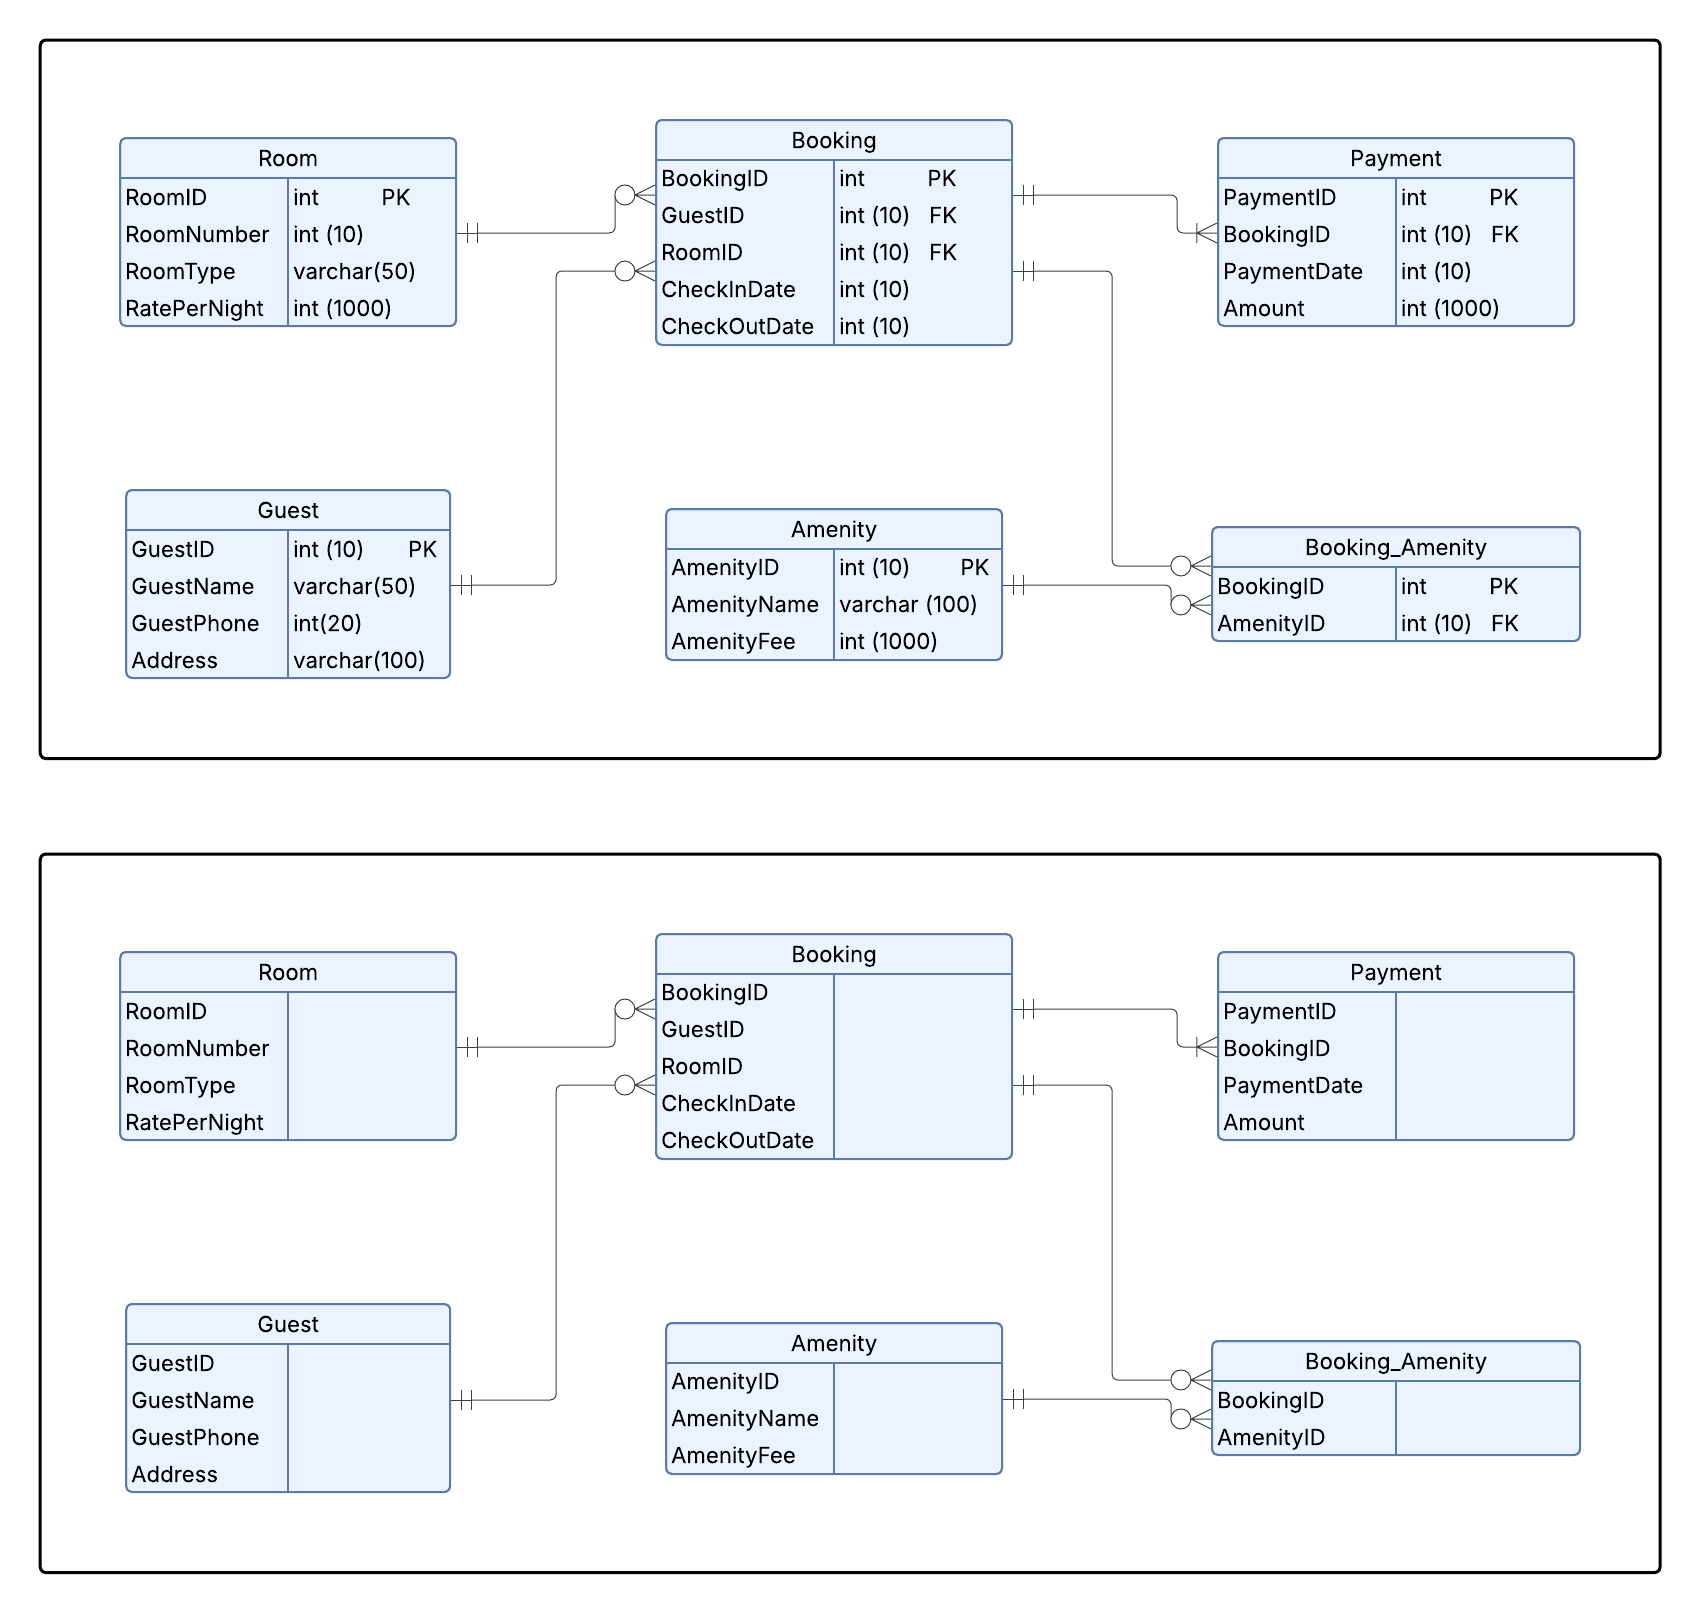 Room
RoomID int PK
RoomNumber int (10)
RoomType varchar(50)
RatePerNight int (1000)
Booking
BookingID int PK
GuestID int (10) FK
RoomID int (10) FK
CheckInDate int (10)
CheckOutDate int (10)
Payment
PaymentID int PK
BookingID int (10) FK
PaymentDate int (10)
Amount int (1000)
Guest
GuestID int (10) PK
GuestName varchar(50)
GuestPhone int(20)
Address varchar(100)
Amenity
AmenityID int (10) PK
AmenityName varchar (100)
AmenityFee int (1000)
Booking_Amenity
BookingID int PK
AmenityID int (10) FK
Room
RoomID
RoomNumber
RoomType
RatePerNight
Booking
BookingID
GuestID
RoomID
CheckInDate
CheckOutDate
Payment
PaymentID
BookingID
PaymentDate
Amount
Guest
GuestID
GuestName
GuestPhone
Address
Amenity
AmenityID
AmenityName
AmenityFee
Booking_Amenity
BookingID
AmenityID